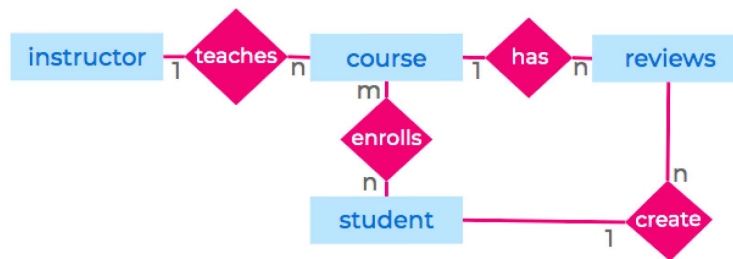 instructor
1
teaches
n
course
1
has
n
reviews
m
enrolls
n
student
n
create
1